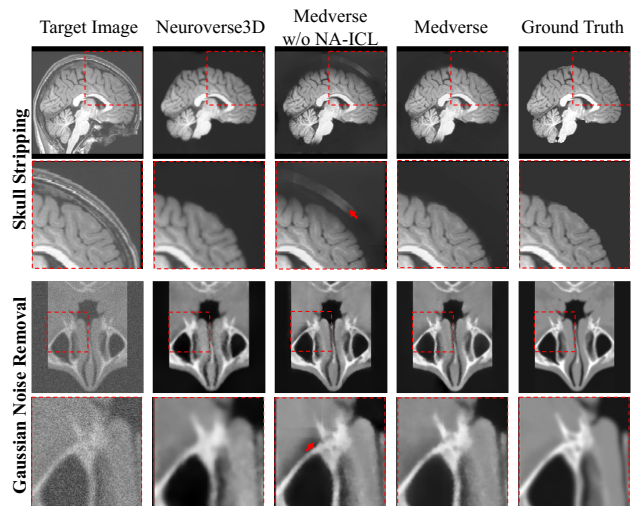 Target Image
Neuroverse3D
Medverse
w/o NA-ICL
Medverse
Ground Truth
Skull Stripping
Gaussian Noise Removal